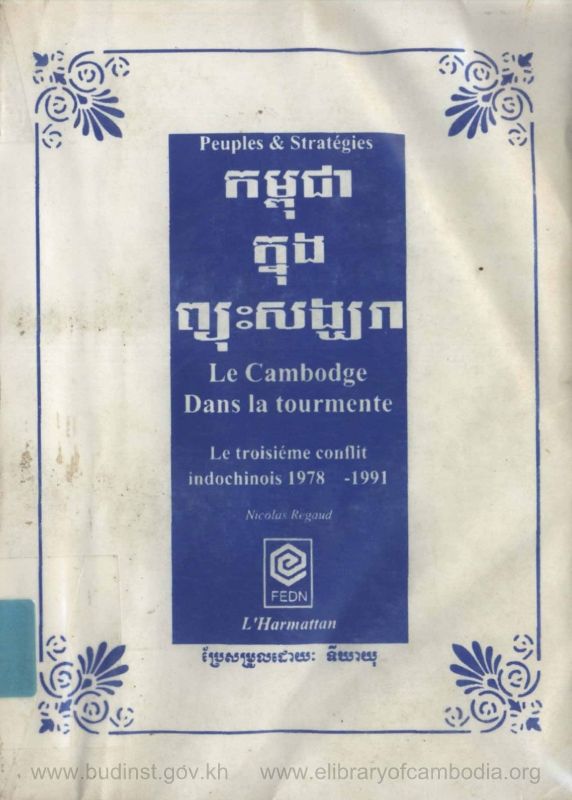 Peuples & Stratégies
កម្ពុជា
ក្នុង
ព្យុះសង្ឃរា
Le Cambodge
Dans la tourmente
Le troisiéme conflit
indochinois 1978 -1991
Nicolas Regaud
FEDN
L'Harmattan
ប្រែសម្រួលដោយ: ទីយាយុ
www.budinst.gov.kh www.elibraryofcambodia.org